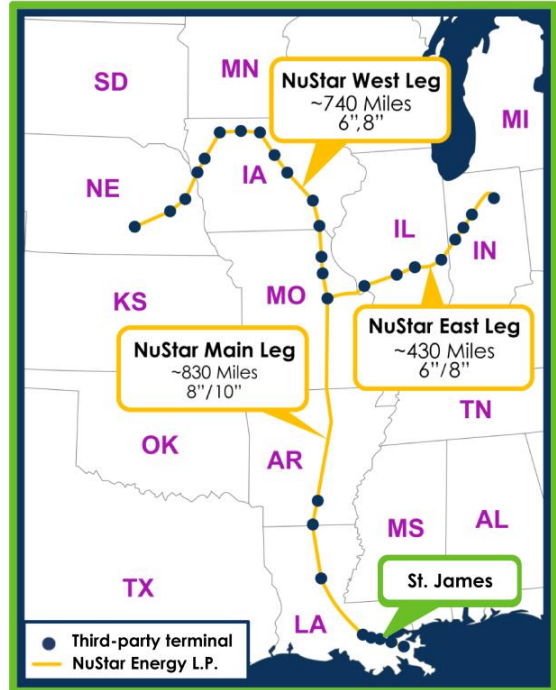 MN
SD
NuStar West Leg
~740 Miles
6”,8”
MI
IA
NE
IL
IN
KS
MO
NuStar East Leg
~430 Miles
6”/8”
NuStar Main Leg
~830 Miles
8”/10”
TN
OK
AR
MS
AL
St. James
TX
LA
Third-party terminal
NuStar Energy L.P.